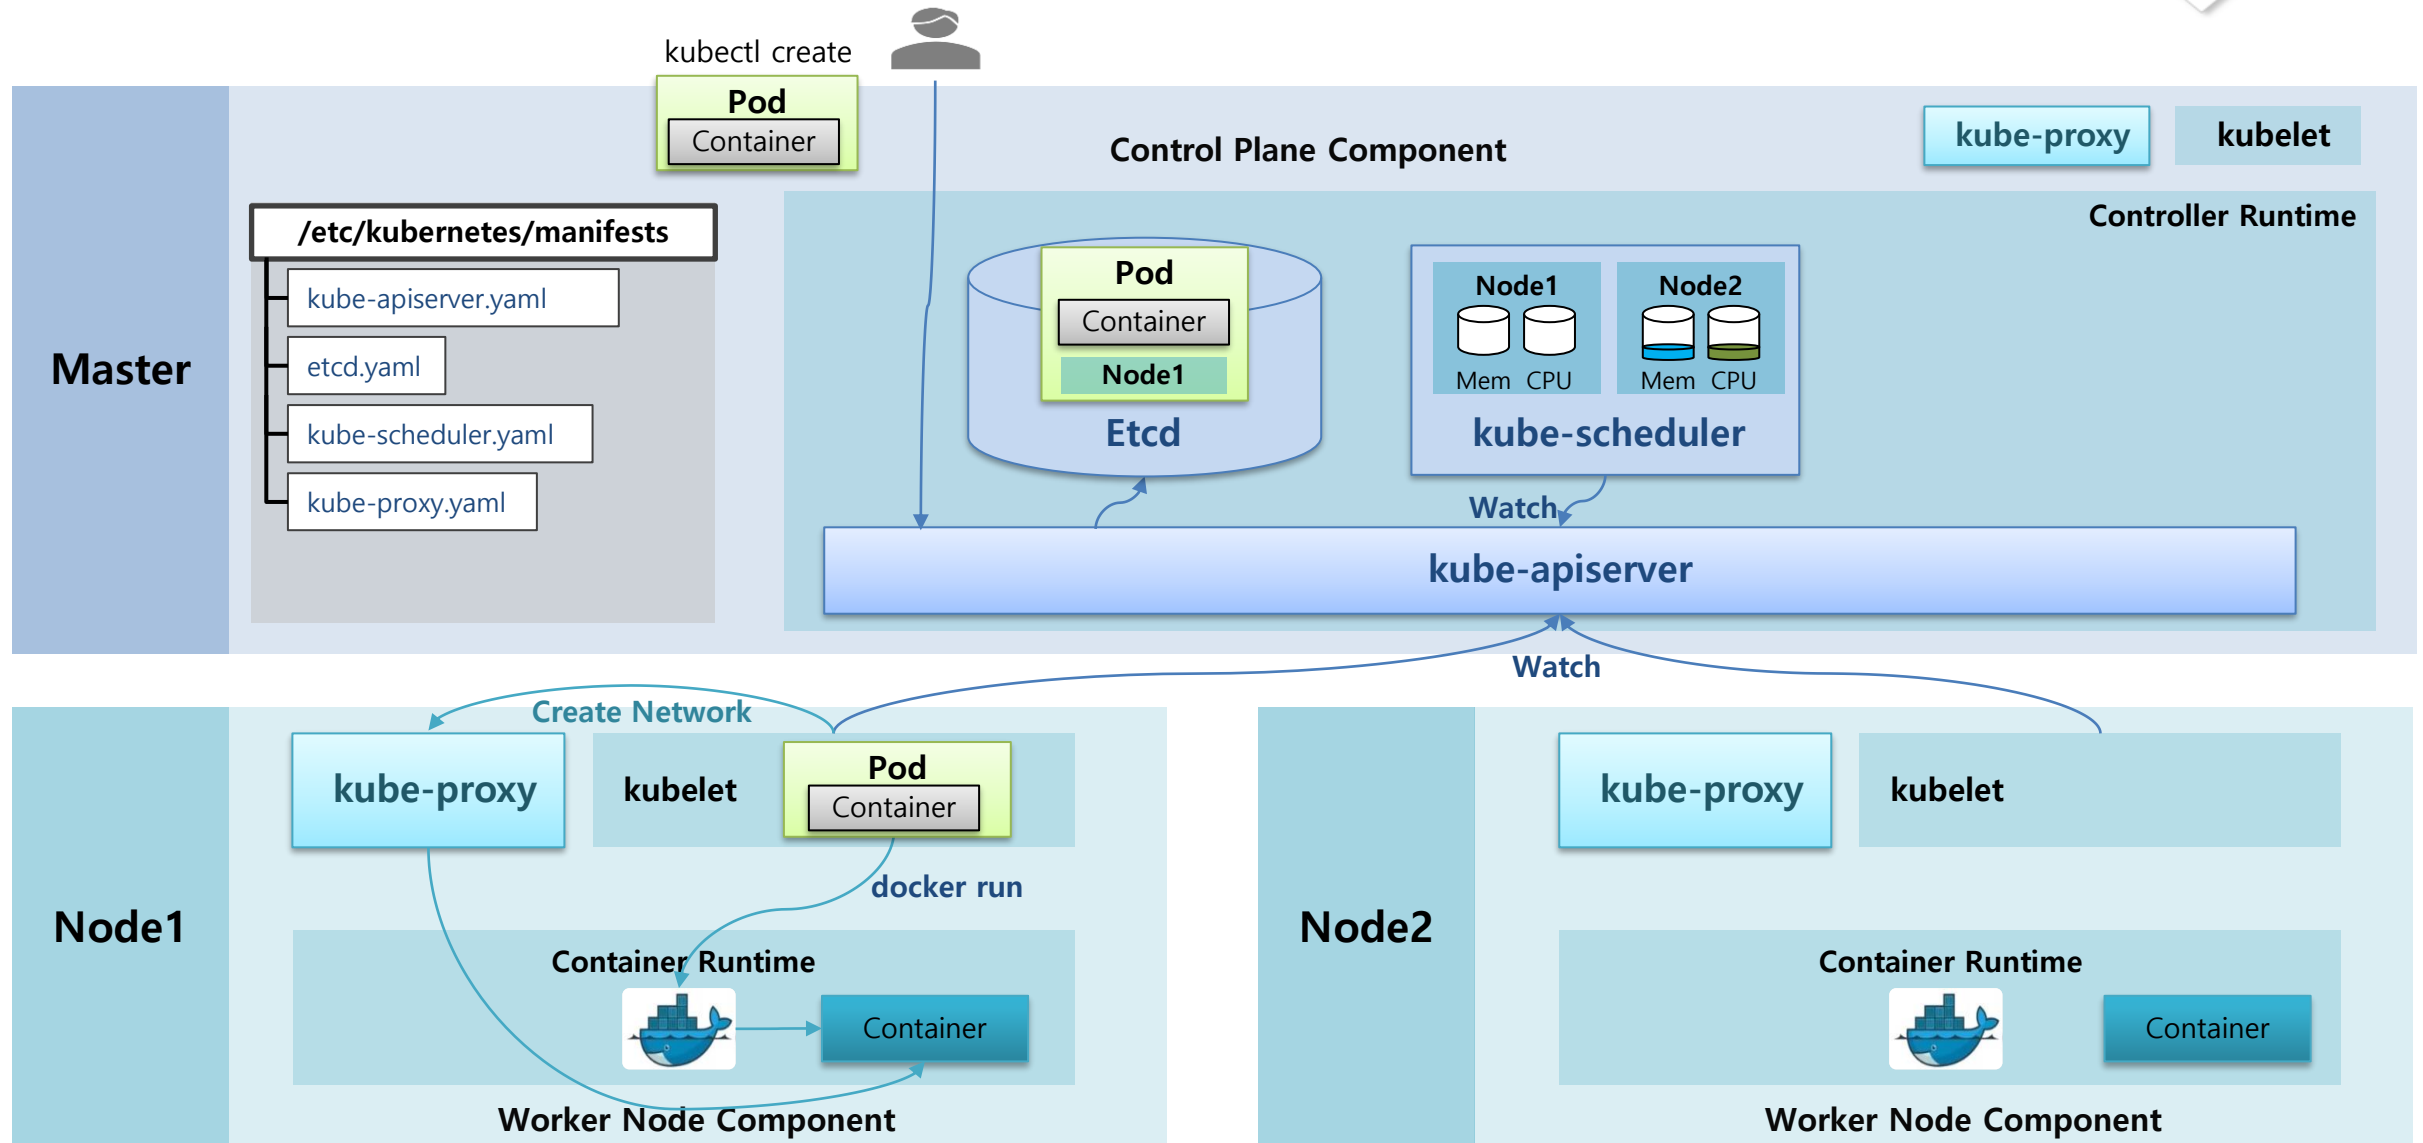 kubectl create
Pod
Container
Control Plane Component
kube-proxy
kubelet
Master
/etc/kubernetes/manifests
kube-apiserver.yaml
etcd.yaml
kube-scheduler.yaml
kube-proxy.yaml
Controller Runtime
Pod
Container
Node1
Etcd
Node1
Mem CPU
Node2
Mem CPU
kube-scheduler
Watch
kube-apiserver
Watch
Node1
Create Network
kube-proxy
kubelet
Pod
Container
docker run
Container Runtime
Container
Worker Node Component
Node2
kube-proxy
kubelet
Container Runtime
Container
Worker Node Component